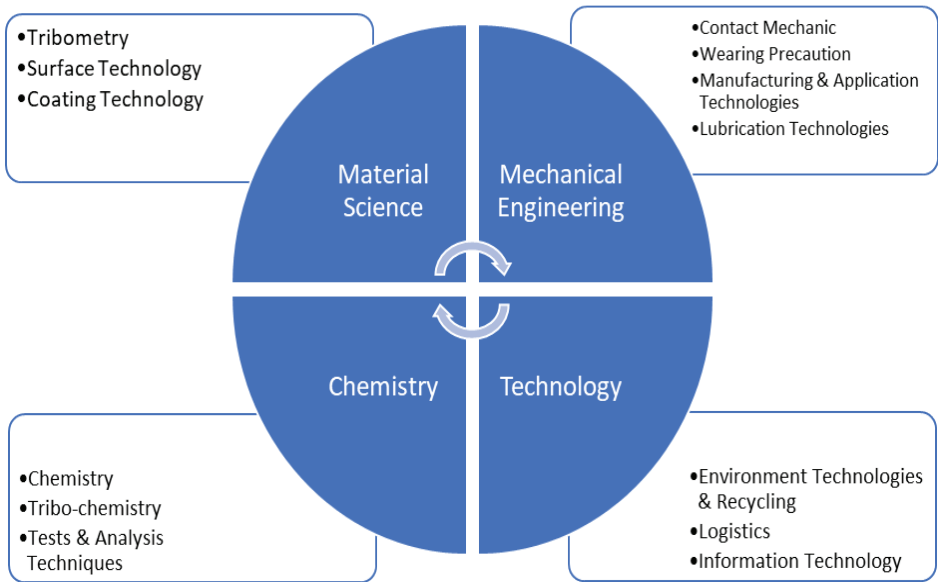 •Tribometry
•Surface Technology
•Coating Technology
•Contact Mechanic
•Wearing Precaution
•Manufacturing & Application
Technologies
•Lubrication Technologies
Material
Science
Mechanical
Engineering
Chemistry
Technology
•Chemistry
•Tribo-chemistry
•Tests & Analysis
Techniques
•Environment Technologies
& Recycling
•Logistics
•Information Technology